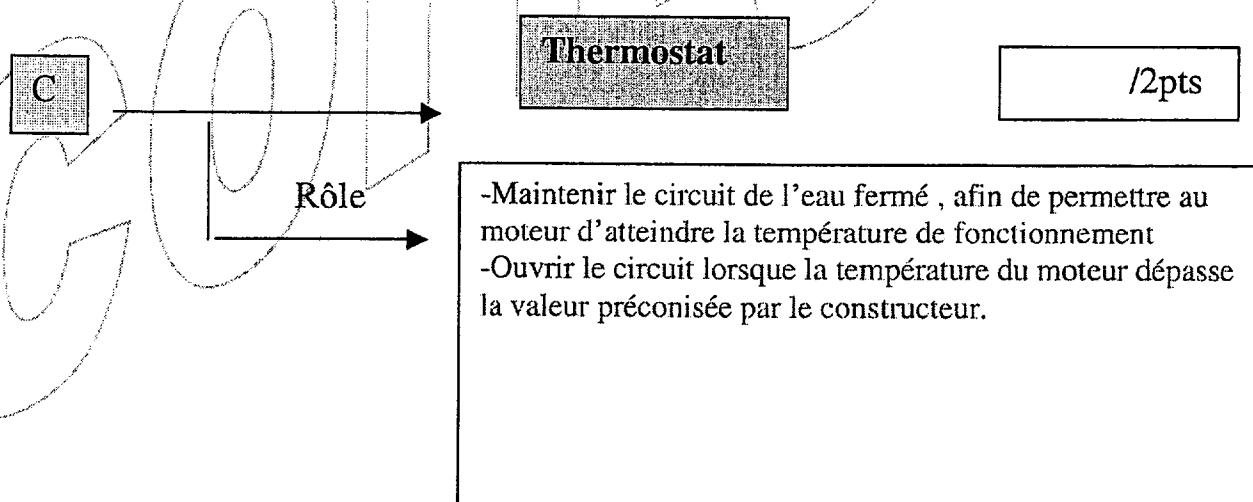 Thermostat
C
/2pts
Rôle
-Maintenir le circuit de l'eau fermé , afin de permettre au
moteur d'atteindre la température de fonctionnement
-Ouvrir le circuit lorsque la température du moteur dépasse
la valeur préconisée par le constructeur.